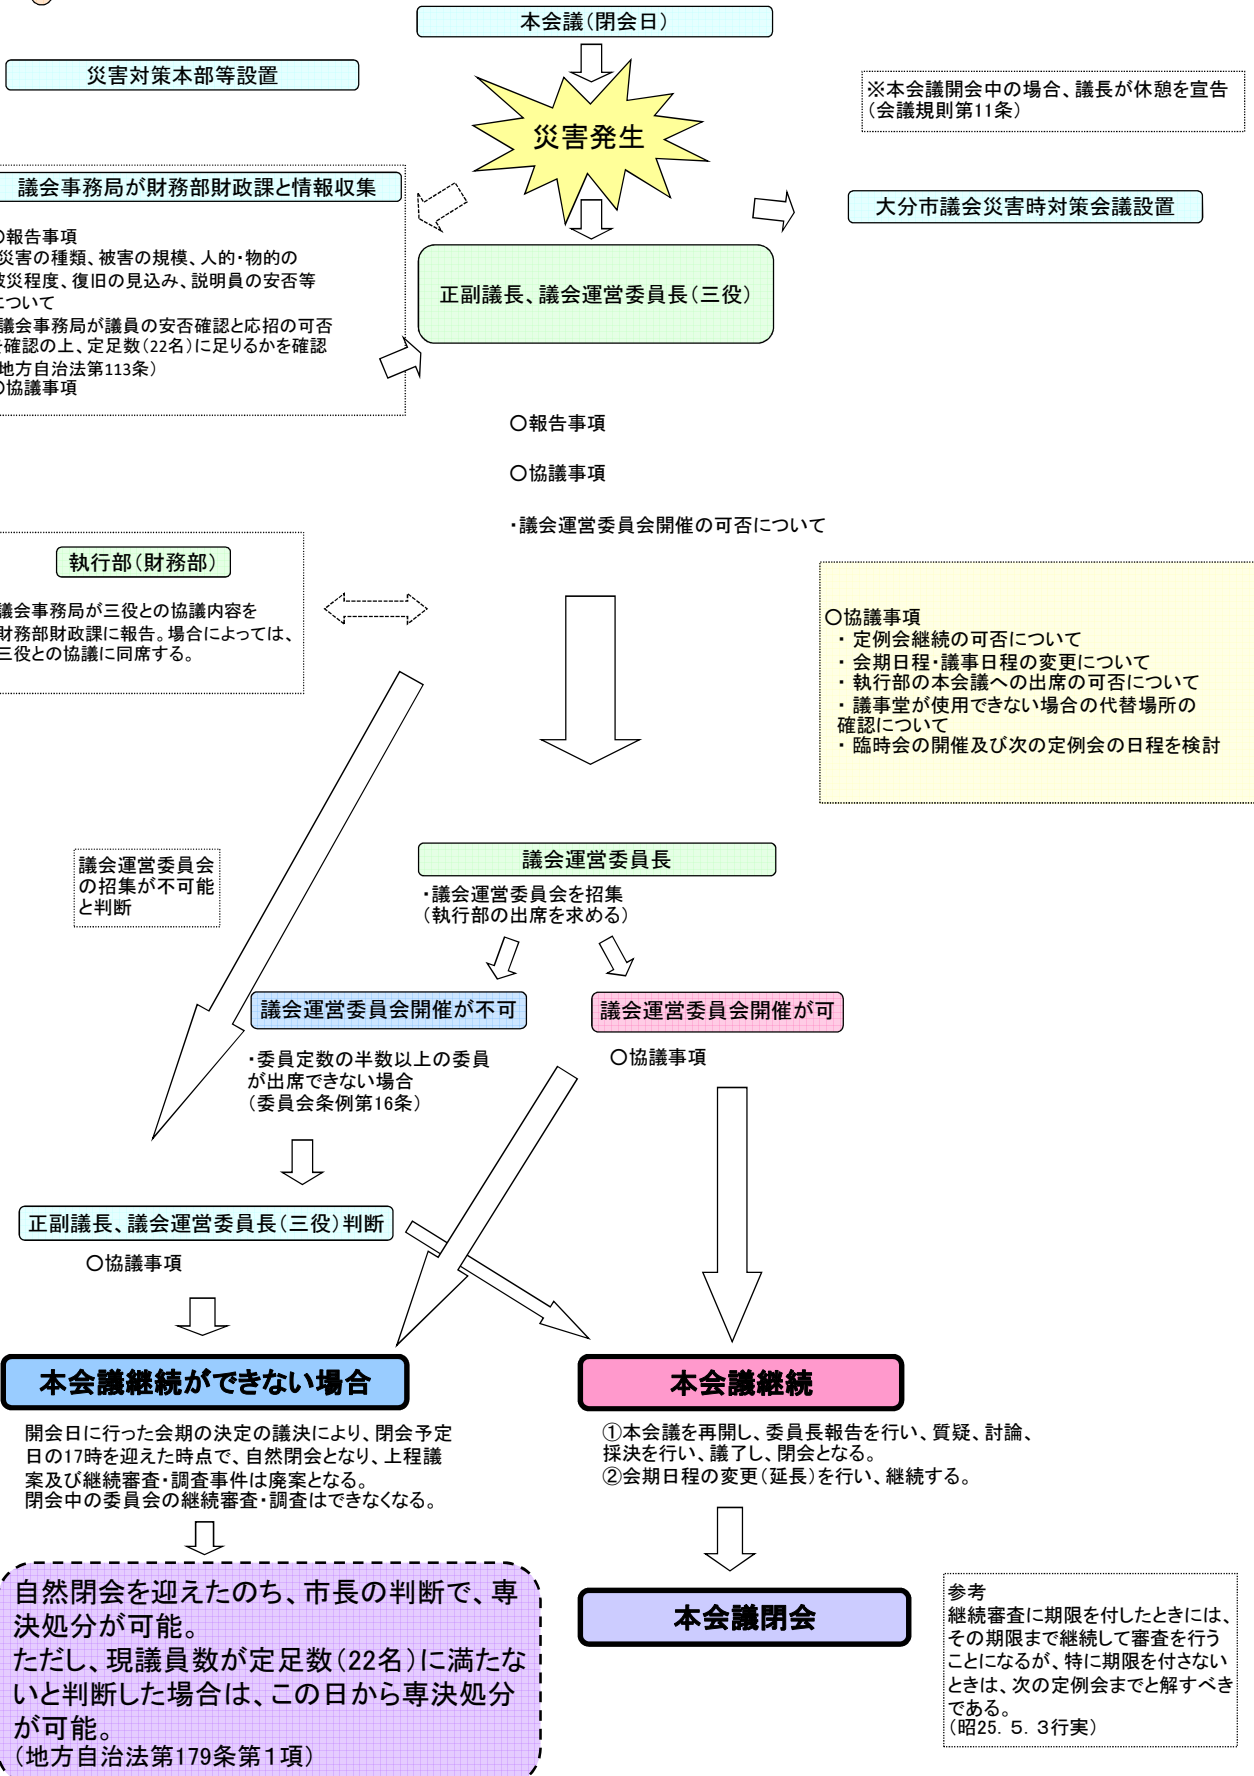 本会議（閉会日）
災害対策本部等設置
※本会議開会中の場合、議長が休憩を宣告
（会議規則第11条）
災害発生
議会事務局が財務部財政課と情報収集
大分市議会災害時対策会議設置
報告事項
災害の種類、被害の規模、人的・物的の
被災程度、復旧の見込み、説明員の安否等
について
議会事務局が議員の安否確認と応招の可否
を確認の上、定足数（22名）に足りるかを確認
地方自治法第113条）
協議事項
正副議長、議会運営委員長（三役）
○報告事項
○協議事項
・議会運営委員会開催の可否について
執行部（財務部）
議会事務局が三役との協議内容を
財務部財政課に報告。場合によっては、
三役との協議に同席する。
○協議事項
・ 定例会継続の可否について
・ 会期日程・議事日程の変更について
・ 執行部の本会議への出席の可否について
・ 議事堂が使用できない場合の代替場所の
確認について
・ 臨時会の開催及び次の定例会の日程を検討
議会運営委員会
の招集が不可能
と判断
議会運営委員長
・議会運営委員会を招集
（執行部の出席を求める）
議会運営委員会開催が不可
議会運営委員会開催が可
・委員定数の半数以上の委員
が出席できない場合
（委員会条例第16条）
○協議事項
正副議長、議会運営委員長（三役）判断
○協議事項
本会議継続ができない場合
本会議継続
開会日に行った会期の決定の議決により、閉会予定
日の17時を迎えた時点で、自然閉会となり、上程議
案及び継続審査・調査事件は廃案となる。
閉会中の委員会の継続審査・調査はできなくなる。
①本会議を再開し、委員長報告を行い、質疑、討論、
採決を行い、議了し、閉会となる。
②会期日程の変更（延長）を行い、継続する。
自然閉会を迎えたのち、市長の判断で、専
決処分が可能。
ただし、現議員数が定足数（22名）に満たな
いと判断した場合は、この日から専決処分
が可能。
（地方自治法第179条第１項）
本会議閉会
参考
継続審査に期限を付したときには、
その期限まで継続して審査を行う
ことになるが、特に期限を付さない
ときは、次の定例会までと解すべき
である。
（昭25．5．3行実）